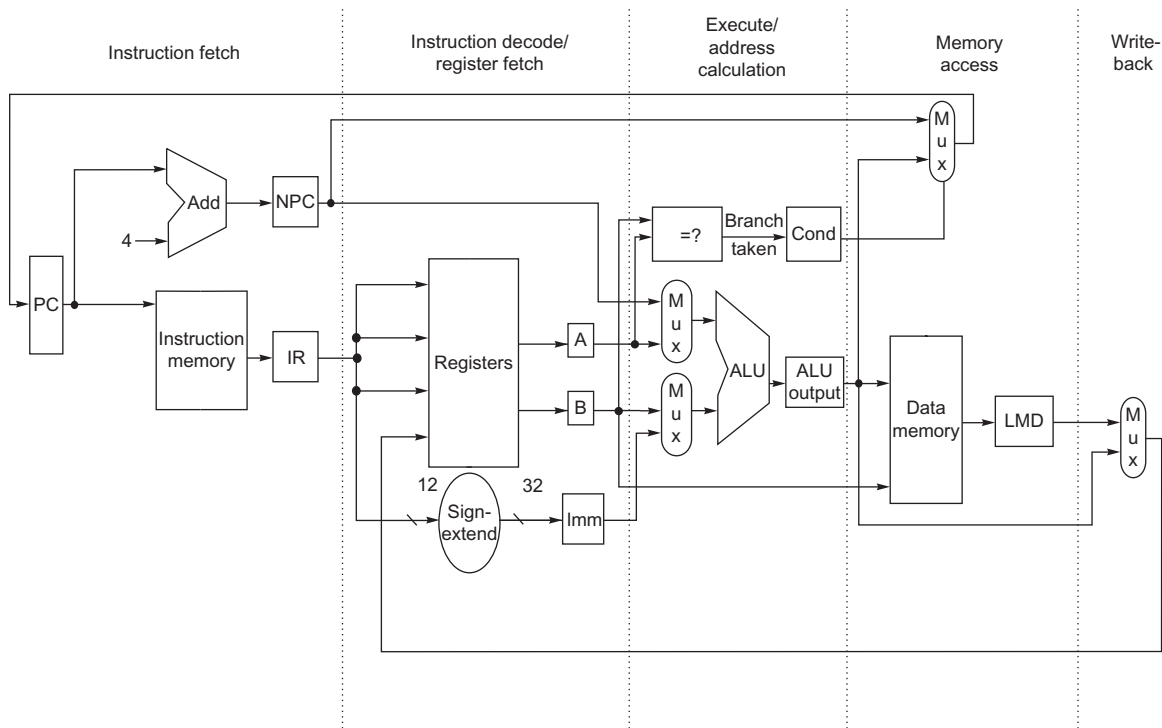 Instruction fetch
Instruction decode/
register fetch
Execute/
address
calculation
Memory
access
Write-
back
M
u
x
Add
NPC
4
=?
Branch
taken
Cond
PC
Instruction
memory
IR
Registers
A
B
M
u
x
M
u
x
ALU
ALU
output
Data
memory
LMD
M
u
x
12
32
Sign-
extend
Imm